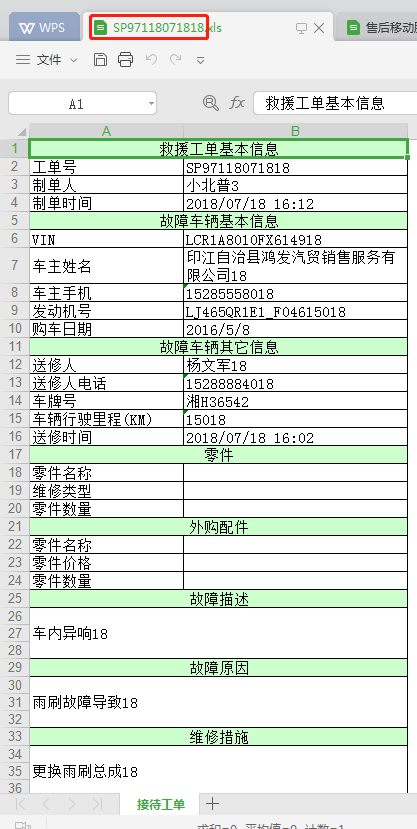 WPS
SP97118071818.xls
售后移动服
文件
A1
fx
救援工单基本信息
A
B
1 救援工单基本信息
2 工单号 SP97118071818
3 制单人 小北普3
4 制单时间 2018/07/18 16:12
5 故障车辆基本信息
6 VIN LCR1A8010FX614918
7 车主姓名 印江自治县鸿发汽贸销售服务有
限公司18
8 车主手机 15285558018
9 发动机号 LJ465QR1E1_F04615018
10 购车日期 2016/5/8
11 故障车辆其它信息
12 送修人 杨文军18
13 送修人电话 15288884018
14 车牌号 湘H36542
15 车辆行驶里程(KM) 15018
16 送修时间 2018/07/18 16:02
17 零件
18 零件名称
19 维修类型
20 零件数量
21 外购配件
22 零件名称
23 零件价格
24 零件数量
25 故障描述
26
27 车内异响18
28
29 故障原因
30
31 雨刷故障导致18
32
33 维修措施
34
35 更换雨刷总成18
36
接待工单
求和=0 平均值=0 计数=1